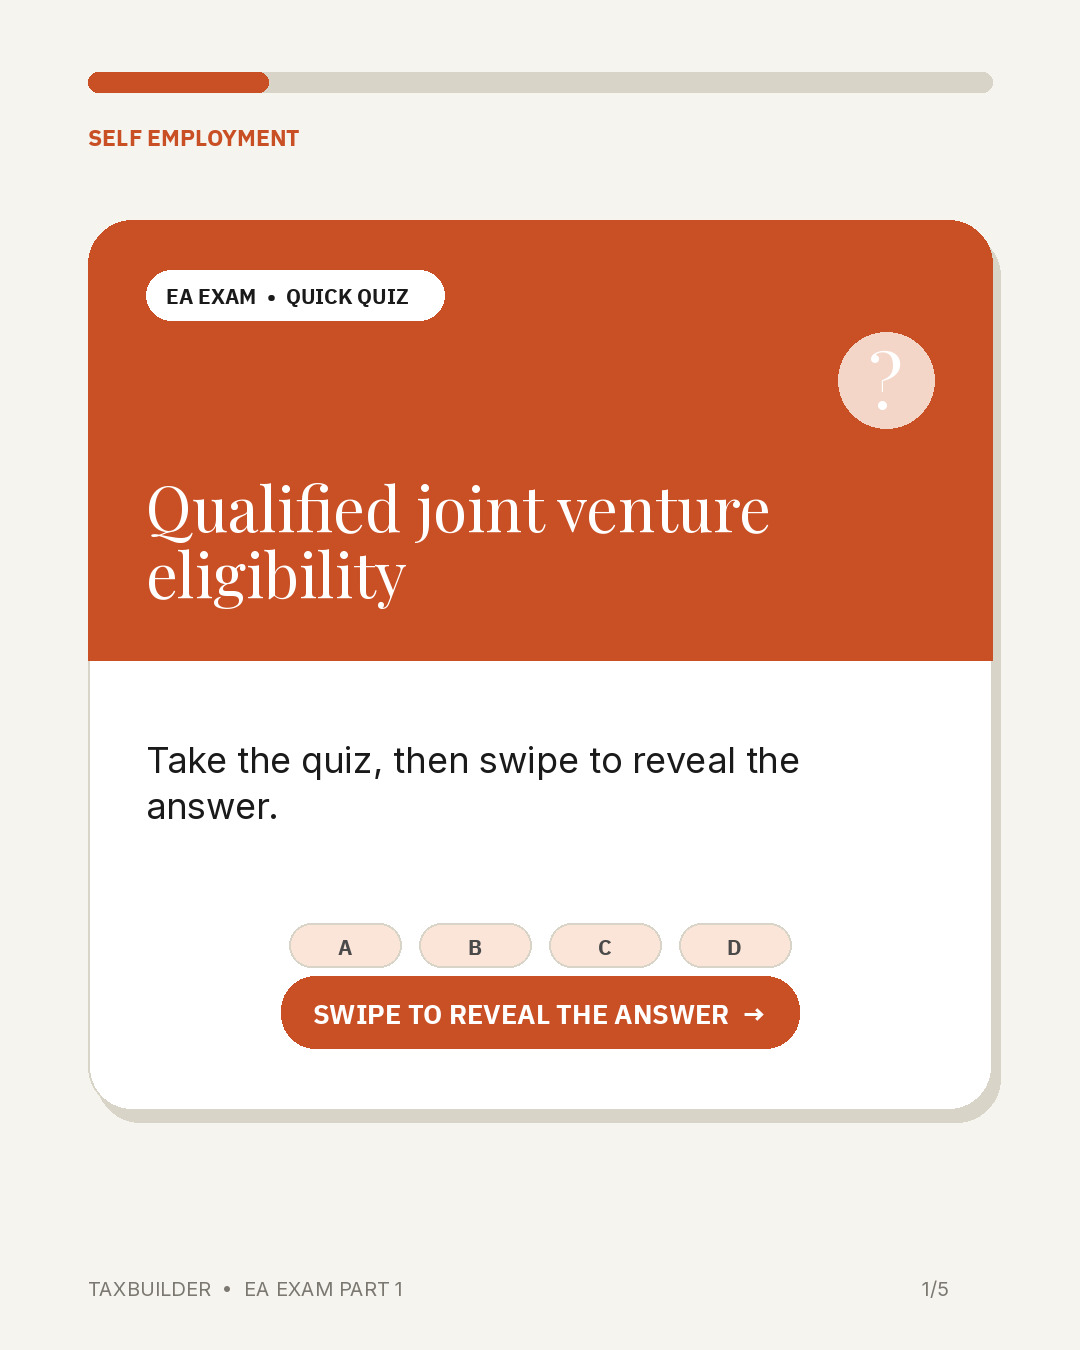 SELF EMPLOYMENT
EA EXAM • QUICK QUIZ
?
Qualified joint venture
eligibility
Take the quiz, then swipe to reveal the
answer.
A B C D
SWIPE TO REVEAL THE ANSWER →
TAXBUILDER • EA EXAM PART 1 1/5